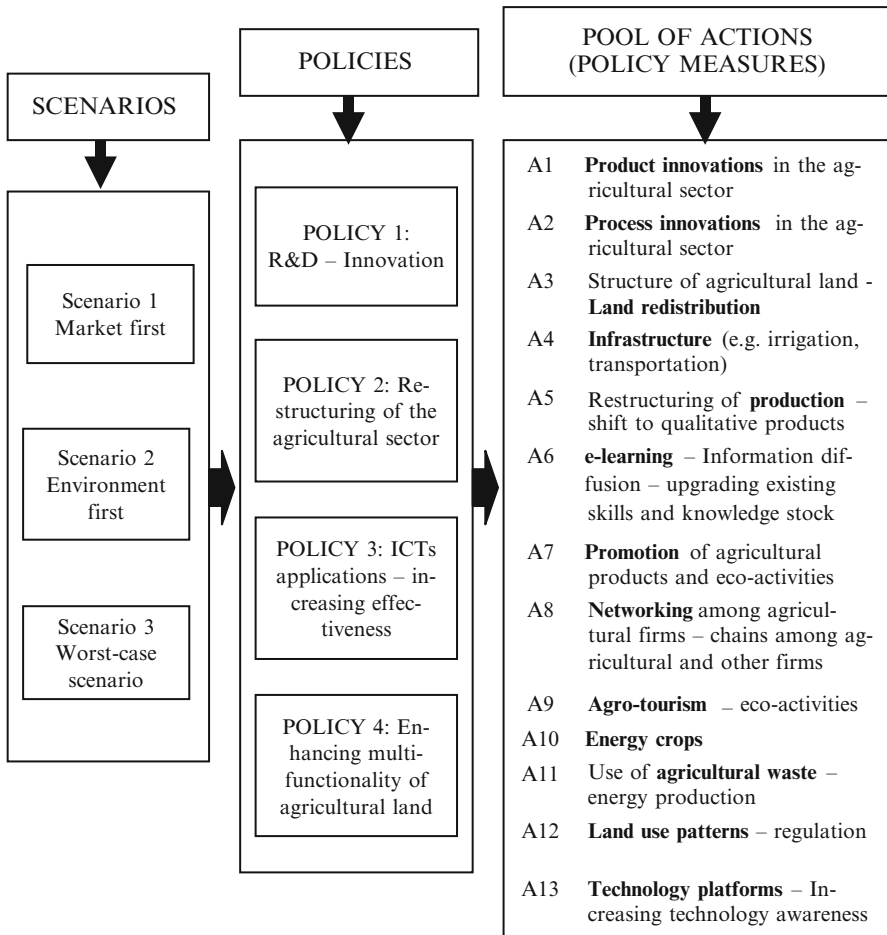 SCENARIOS
Scenario 1
Market first
Scenario 2
Environment
first
Scenario 3
Worst-case
scenario
POLICIES
POLICY 1:
R&D – Innovation
POLICY 2: Re-
structuring of the
agricultural sector
POLICY 3: ICTs
applications – in-
creasing effec-
tiveness
POLICY 4: En-
hancing multi-
functionality of
agricultural land
POOL OF ACTIONS
(POLICY MEASURES)
A1 Product innovations in the ag-
ricultural sector
A2 Process innovations in the ag-
ricultural sector
A3 Structure of agricultural land -
Land redistribution
A4 Infrastructure (e.g. irrigation,
transportation)
A5 Restructuring of production –
shift to qualitative products
A6 e-learning – Information dif-
fusion – upgrading existing
skills and knowledge stock
A7 Promotion of agricultural
products and eco-activities
A8 Networking among agricul-
tural firms – chains among ag-
ricultural and other firms
A9 Agro-tourism – eco-activities
A10 Energy crops
A11 Use of agricultural waste –
energy production
A12 Land use patterns – regulation
A13 Technology platforms – In-
creasing technology awareness